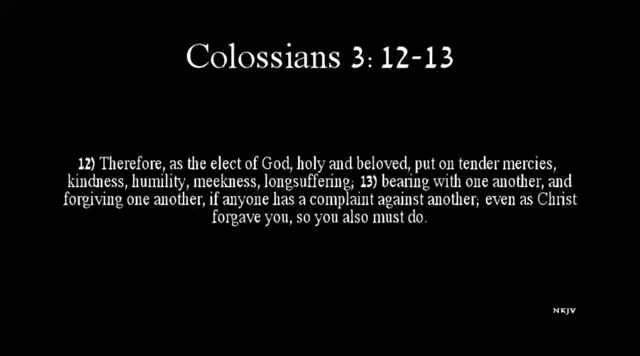 Colossians 3: 12-13
12) Therefore, as the elect of God, holy and beloved, put on tender mercies,
kindness, humility, meekness, longsuffering; 13) bearing with one another, and
forgiving one another, if anyone has a complaint against another; even as Christ
forgave you, so you also must do.
NKJV